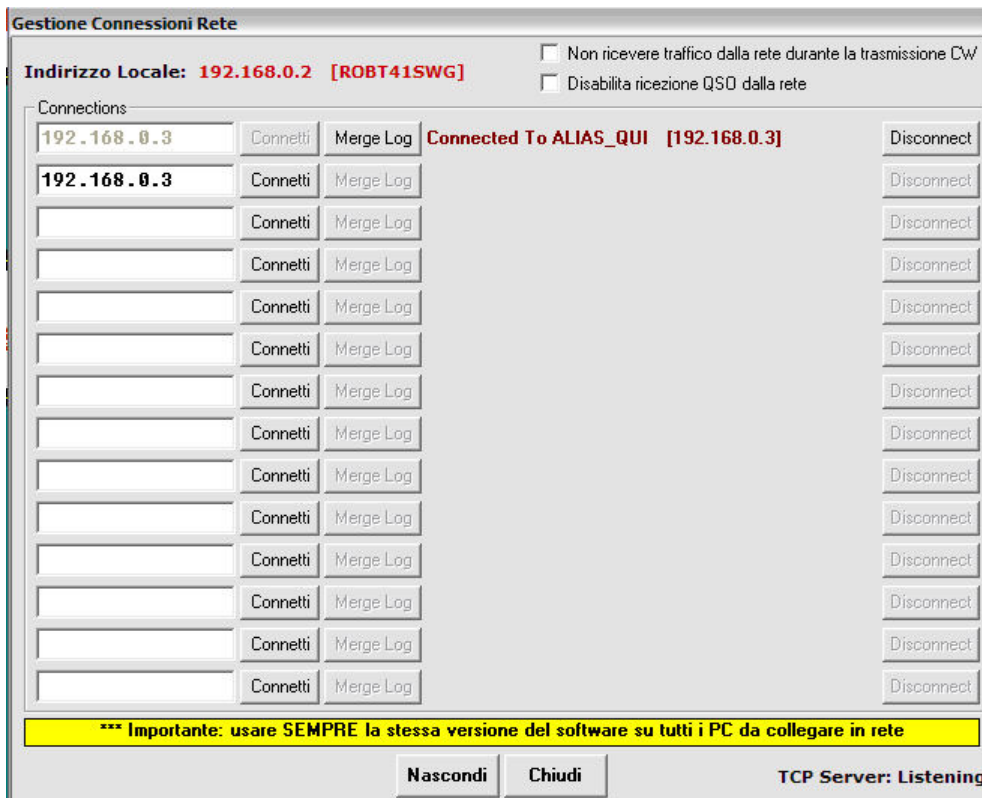 Gestione Connessioni Rete
Indirizzo Locale: 192.168.0.2 [ROBT41SWG]
Non ricevere traffico dalla rete durante la trasmissione CW
Disabilita ricezione QSO dalla rete
Connections
192.168.0.3 Connetti Merge Log Connected To ALIAS_QUI [192.168.0.3] Disconnect
192.168.0.3 Connetti Merge Log Disconnect
Connetti Merge Log Disconnect
Connetti Merge Log Disconnect
Connetti Merge Log Disconnect
Connetti Merge Log Disconnect
Connetti Merge Log Disconnect
Connetti Merge Log Disconnect
Connetti Merge Log Disconnect
Connetti Merge Log Disconnect
Connetti Merge Log Disconnect
Connetti Merge Log Disconnect
Connetti Merge Log Disconnect
Connetti Merge Log Disconnect
*** Importante: usare SEMPRE la stessa versione del software su tutti i PC da collegare in rete
Nascondi Chiudi TCP Server: Listening